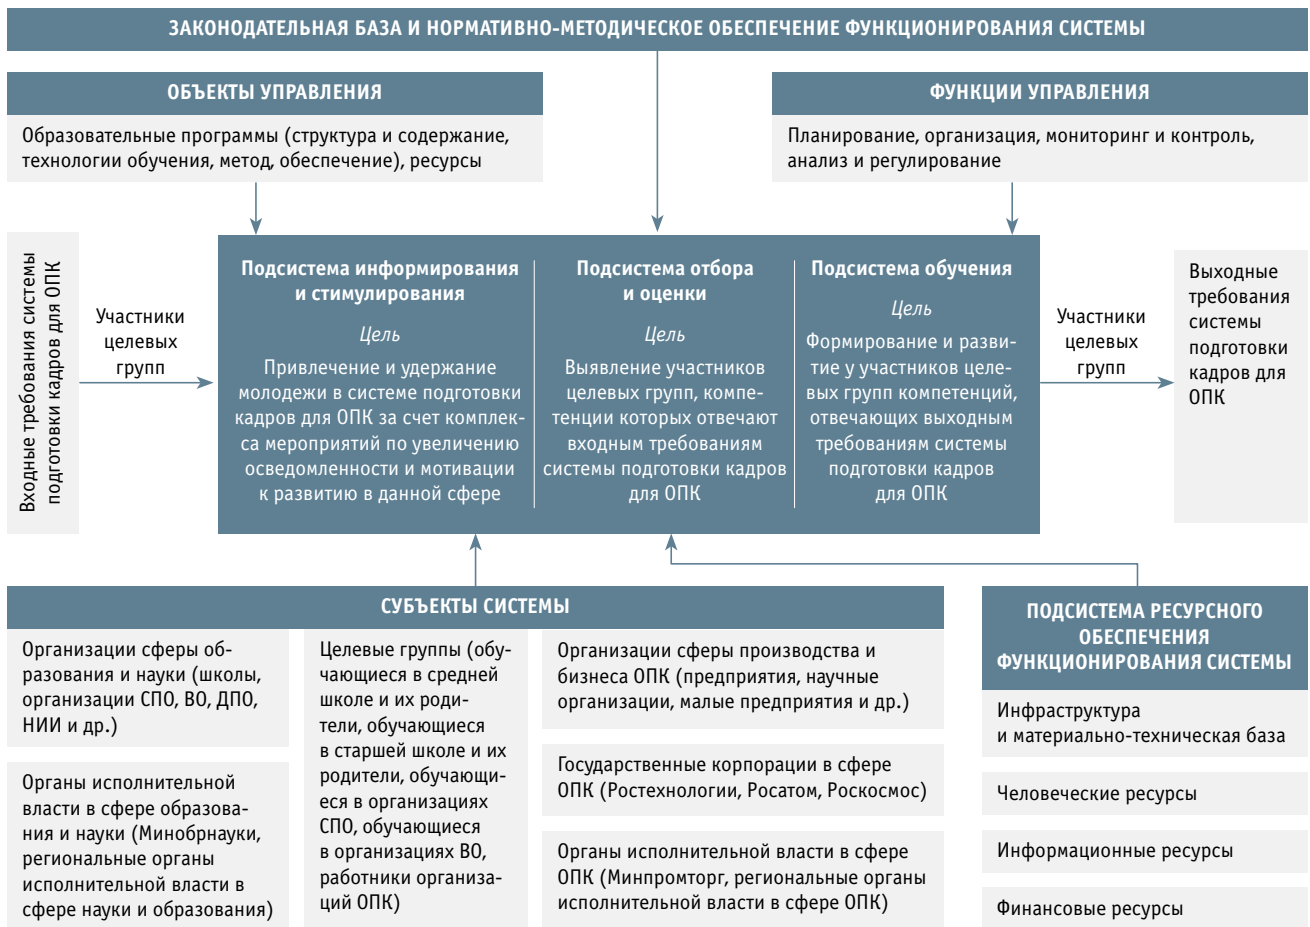 ЗАКОНОДАТЕЛЬНАЯ БАЗА И НОРМАТИВНО-МЕТОДИЧЕСКОЕ ОБЕСПЕЧЕНИЕ ФУНКЦИОНИРОВАНИЯ СИСТЕМЫ
ОБЪЕКТЫ УПРАВЛЕНИЯ
Образовательные программы (структура и содержание,
технологии обучения, метод, обеспечение), ресурсы
ФУНКЦИИ УПРАВЛЕНИЯ
Планирование, организация, мониторинг и контроль,
анализ и регулирование
Входные требования системы
подготовки кадров для ОПК
Участники
целевых
групп
Подсистема информирования
и стимулирования
Цель
Привлечение и удержание
молодежи в системе подготовки
кадров для ОПК за счет комплек-
са мероприятий по увеличению
осведомленности и мотивации
к развитию в данной сфере
Подсистема отбора
и оценки
Цель
Выявление участников
целевых групп, компе-
тенции которых отвечают
входным требованиям
системы подготовки кадров
для ОПК
Подсистема обучения
Цель
Формирование и разви-
тие у участников целе-
вых групп компетенций,
отвечающих выходным
требованиям системы
подготовки кадров
для ОПК
Участники
целевых
групп
Выходные
требования
системы
подготовки
кадров для
ОПК
СУБЪЕКТЫ СИСТЕМЫ
Организации сферы об-
разования и науки (школы,
организации СПО, ВО, ДПО,
НИИ и др.)
Органы исполнительной
власти в сфере образова-
ния и науки (Минобрнауки,
региональные органы
исполнительной власти в
сфере науки и образования)
Целевые группы (обу-
чающиеся в средней
школе и их роди-
тели, обучающиеся
в старшей школе и их
родители, обучающи-
еся в организациях
СПО, обучающиеся
в организациях ВО,
работники организа-
ций ОПК)
Организации сферы производства и
бизнеса ОПК (предприятия, научные
организации, малые предприятия и др.)
Государственные корпорации в сфере
ОПК (Ростехнологии, Росатом, Роскосмос)
Органы исполнительной власти в сфере
ОПК (Минпромторг, региональные органы
исполнительной власти в сфере ОПК)
ПОДСИСТЕМА РЕСУРСНОГО
ОБЕСПЕЧЕНИЯ
ФУНКЦИОНИРОВАНИЯ СИСТЕМЫ
Инфраструктура
и материально-техническая база
Человеческие ресурсы
Информационные ресурсы
Финансовые ресурсы